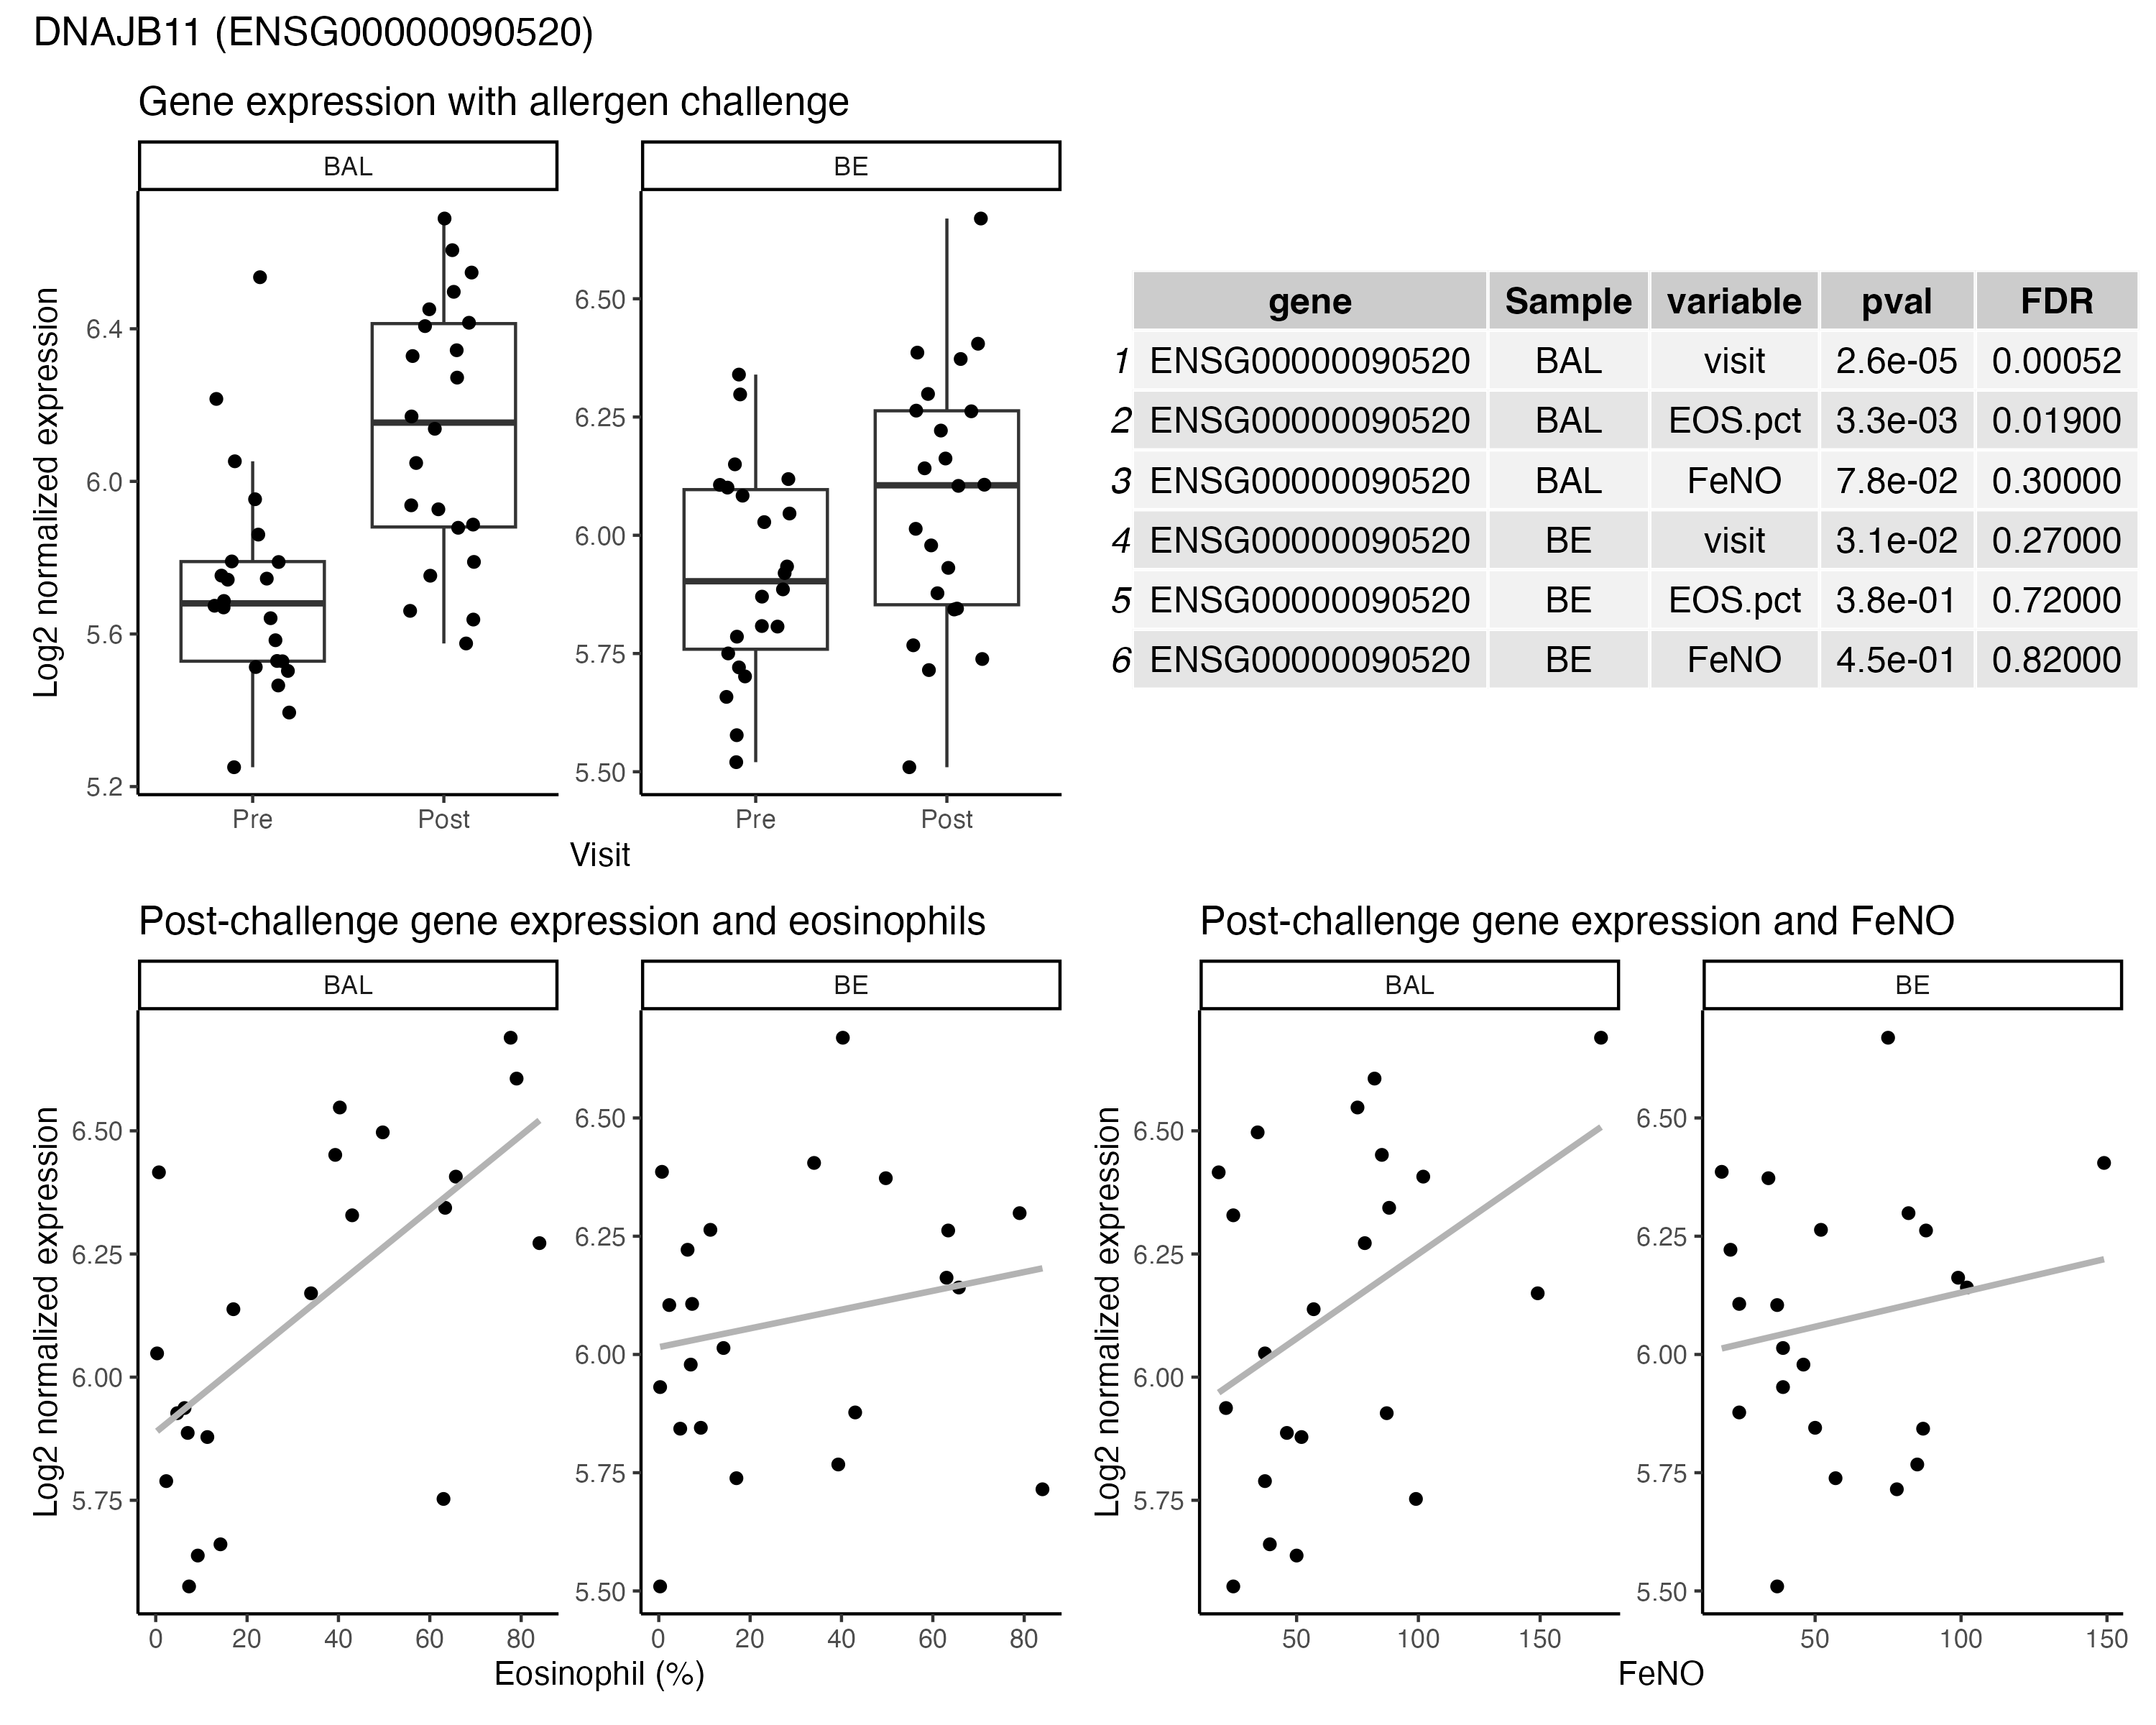 DNAJB11 (ENSG00000090520)
Gene expression with allergen challenge
BAL
BE
Log2 normalized expression
6.4
6.0
5.6
5.2
6.50
6.25
6.00
5.75
5.50
Pre
Post
Pre
Post
Visit
gene Sample variable pval FDR
1 ENSG00000090520 BAL visit 2.6e-05 0.00052
2 ENSG00000090520 BAL EOS.pct 3.3e-03 0.01900
3 ENSG00000090520 BAL FeNO 7.8e-02 0.30000
4 ENSG00000090520 BE visit 3.1e-02 0.27000
5 ENSG00000090520 BE EOS.pct 3.8e-01 0.72000
6 ENSG00000090520 BE FeNO 4.5e-01 0.82000
Post-challenge gene expression and eosinophils
BAL
BE
Log2 normalized expression
6.50
6.25
6.00
5.75
6.50
6.25
6.00
5.75
5.50
0 20 40 60 80
0 20 40 60 80
Eosinophil (%)
Post-challenge gene expression and FeNO
BAL
BE
Log2 normalized expression
6.50
6.25
6.00
5.75
6.50
6.25
6.00
5.75
5.50
50 100 150
50 100 150
FeNO